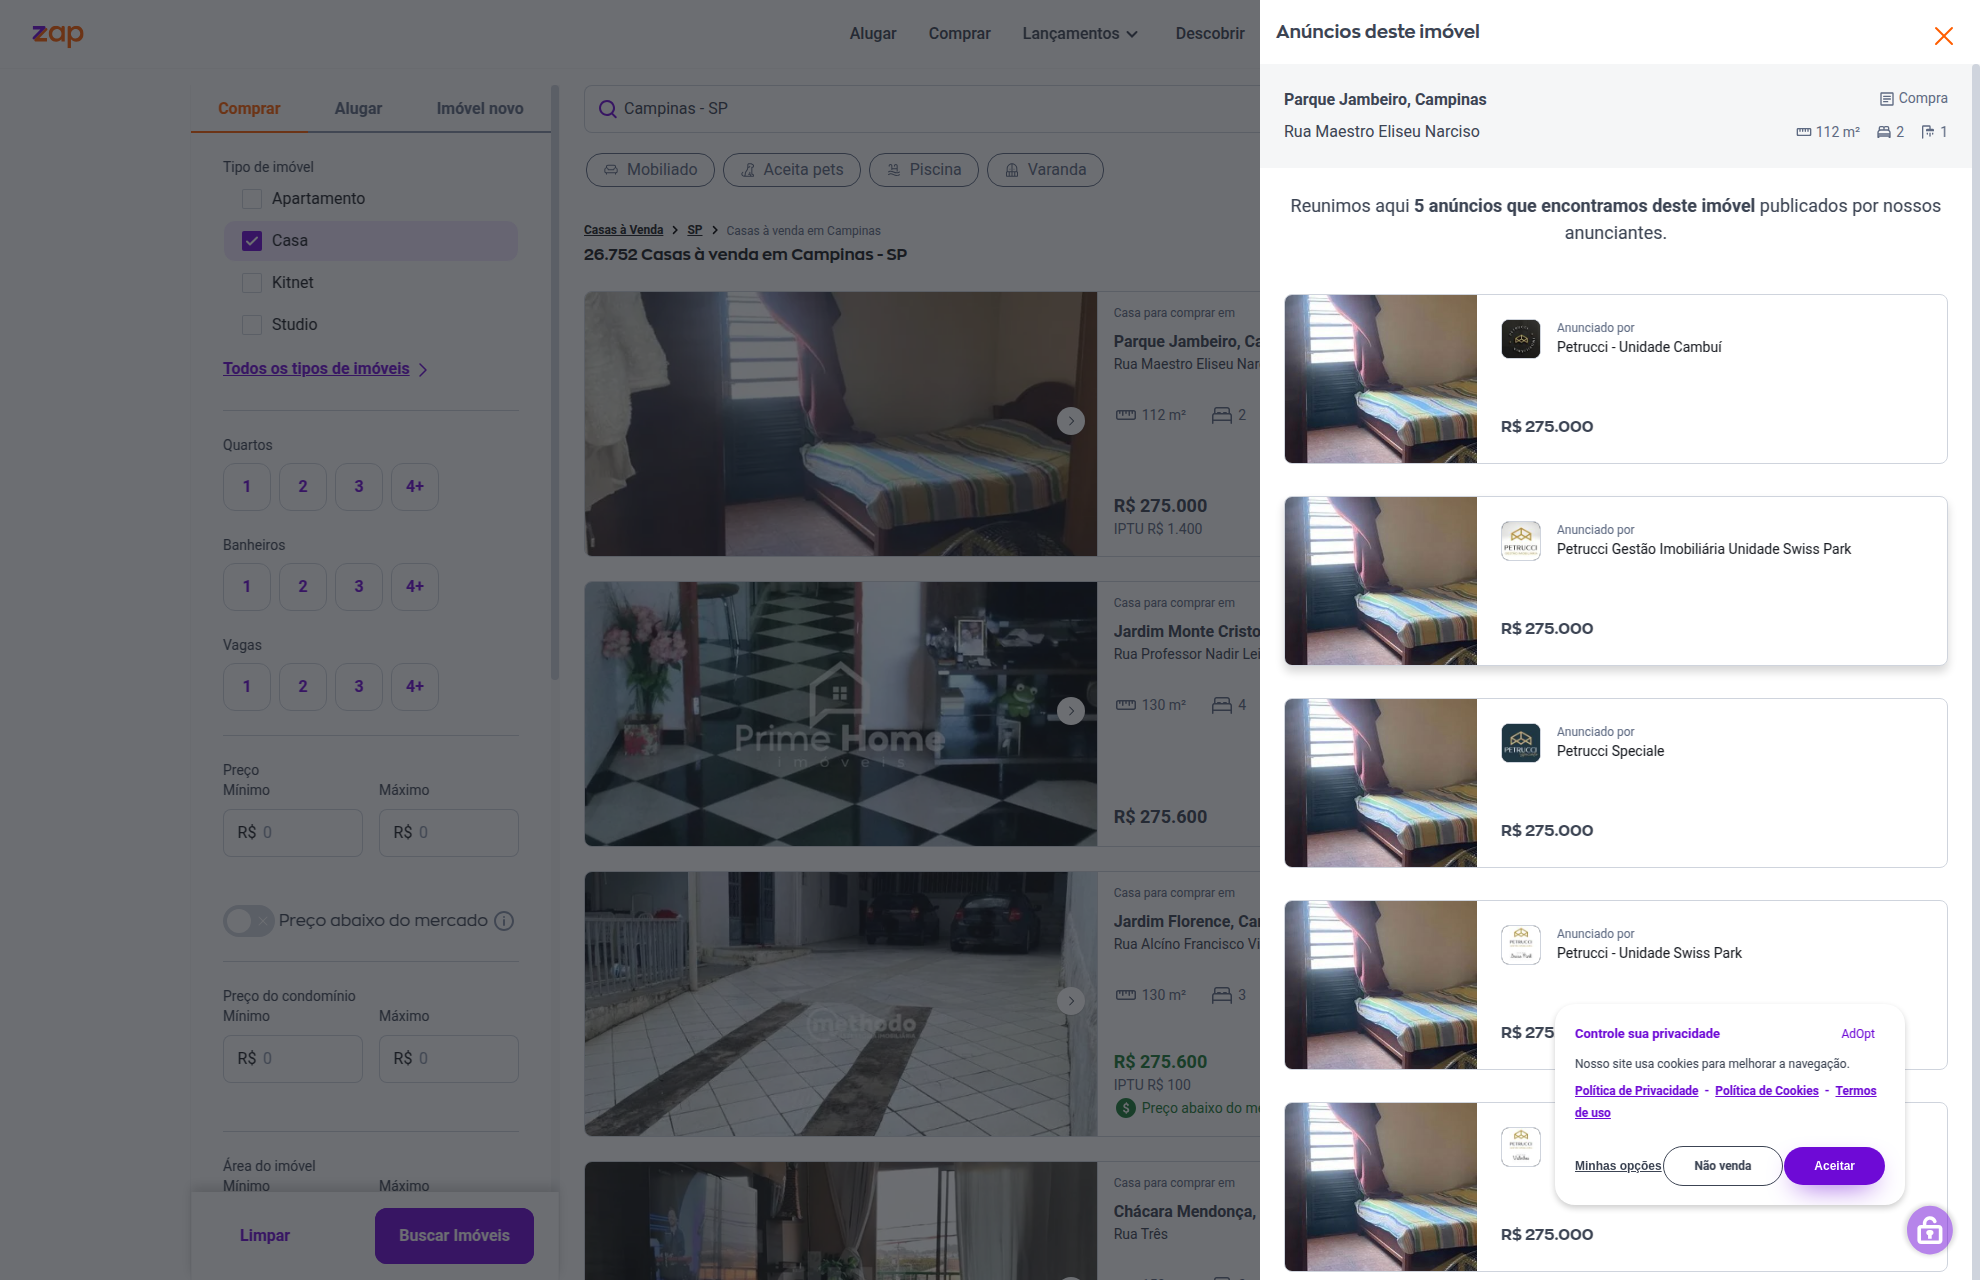 zap
Alugar
Comprar
Lançamentos
Descobrir
Comprar
Alugar
Imóvel novo
Tipo de imóvel
Apartamento
Casa
Kitnet
Studio
Todos os tipos de imóveis
Quartos
1 2 3 4+
Banheiros
1 2 3 4+
Vagas
1 2 3 4+
Preço
Mínimo Máximo
R$ 0 R$ 0
Preço abaixo do mercado
Preço do condomínio
Mínimo Máximo
R$ 0 R$ 0
Área do imóvel
Mínimo Máximo
Limpar
Buscar Imóveis
Campinas - SP
Mobiliado
Aceita pets
Piscina
Varanda
Casas à Venda > SP > Casas à venda em Campinas
26.752 Casas à venda em Campinas - SP
Casa para comprar em
Parque Jambeiro, Ca
Rua Maestro Eliseu Nar
112 m² 2
R$ 275.000
IPTU R$ 1.400
Prime Home
imóveis
Casa para comprar em
Jardim Monte Cristo
Rua Professor Nadir Lei
130 m² 4
R$ 275.600
methodo
Casa para comprar em
Jardim Florence, Ca
Rua Alcíno Francisco Vi
130 m² 3
R$ 275.600
IPTU R$ 100
Preço abaixo do me
Casa para comprar em
Chácara Mendonça,
Rua Três
Anúncios deste imóvel
Parque Jambeiro, Campinas
Compra
Rua Maestro Eliseu Narciso
112 m² 2 1
Reunimos aqui 5 anúncios que encontramos deste imóvel publicados por nossos
anunciantes.
Anunciado por
Petrucci - Unidade Cambuí
R$ 275.000
PETRUCCI
Anunciado por
Petrucci Gestão Imobiliária Unidade Swiss Park
R$ 275.000
PETRUCCI
Anunciado por
Petrucci Speciale
R$ 275.000
PETRUCCI
Anunciado por
Petrucci - Unidade Swiss Park
R$ 275
PETRUCCI
R$ 275.000
Controle sua privacidade
AdOpt
Nosso site usa cookies para melhorar a navegação.
Política de Privacidade - Política de Cookies - Termos
de uso
Minhas opções
Não venda
Aceitar